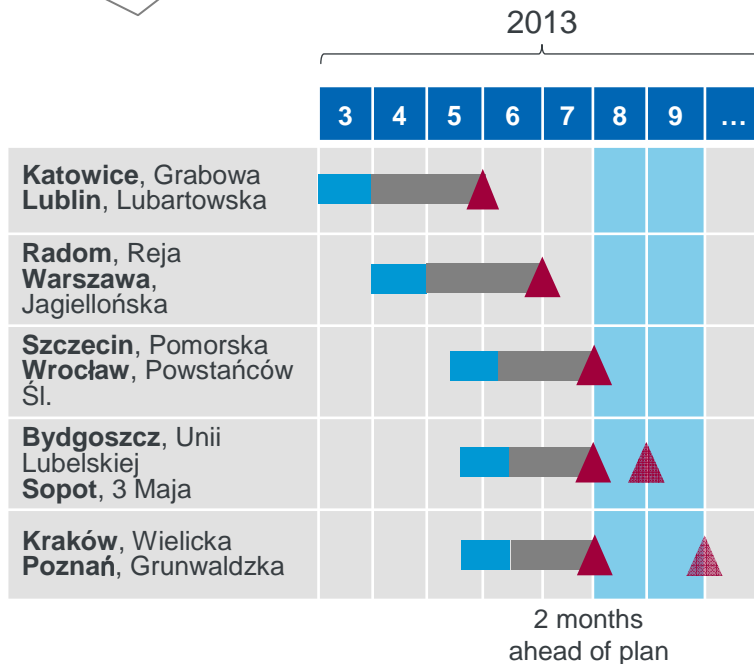 2013
3 4 5 6 7 8 9 ...
Katowice, Grabowa
Lublin, Lubartowska
Radom, Reja
Warszawa,
Jagiellońska
Szczecin, Pomorska
Wrocław, Powstańców
Śl.
Bydgoszcz, Unii
Lubelskiej
Sopot, 3 Maja
Kraków, Wielicka
Poznań, Grunwaldzka
2 months
ahead of plan